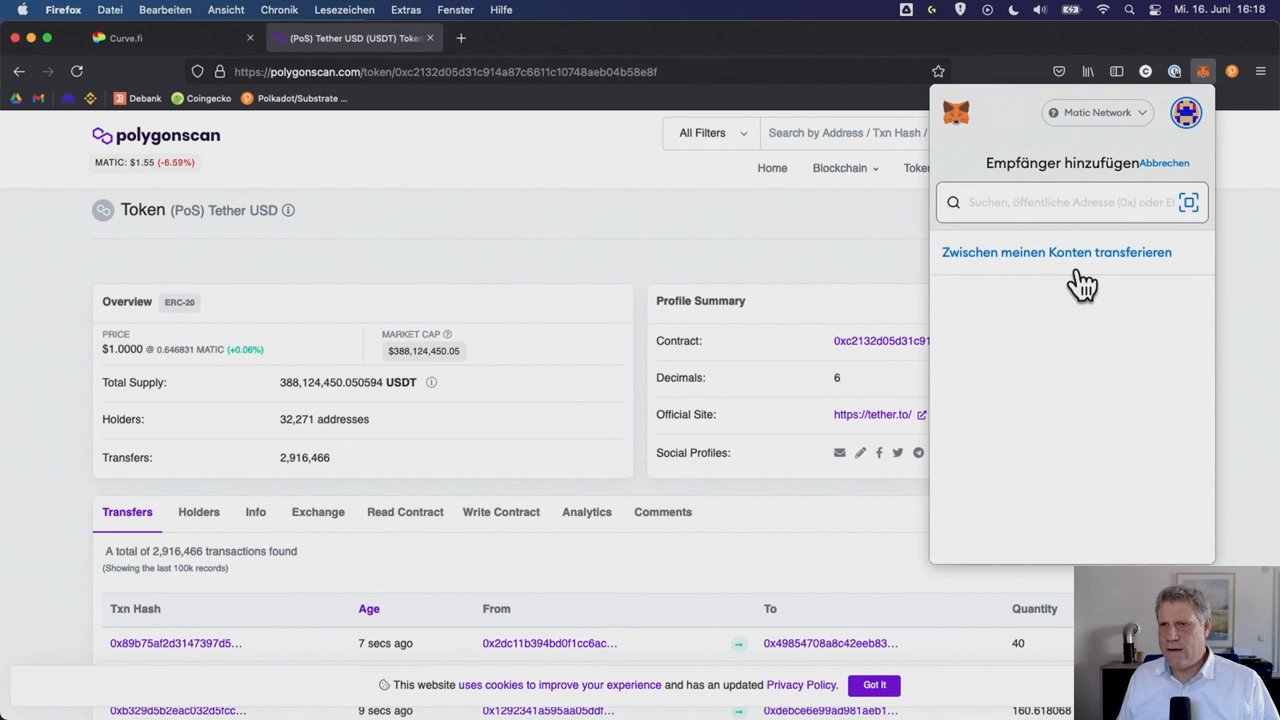 Firefox Datei Bearbeiten Ansicht Chronik Lesezeichen Extras Fenster Hilfe Mi. 16. Juni 16:18
Curve.fi
(PoS) Tether USD (USDT) Token
https://polygonscan.com/token/0xc2132d05d31c914a87c6611c10748aeb04b58e8f
Debank Coingecko Polkadot/Substrate ...
polygonscan
MATIC: $1.55 (-6.59%)
All Filters Search by Address / Txn Hash /
Home Blockchain
Token (PoS) Tether USD
Matic Network
Empfänger hinzufügen Abbrechen
Suchen, öffentliche Adresse (0x) oder
Zwischen meinen Konten transferieren
Overview ERC-20
PRICE
$1.0000 @ 0.646831 MATIC (+0.06%)
MARKET CAP
$388,124,450.05
Total Supply: 388,124,450.050594 USDT
Holders: 32,271 addresses
Transfers: 2,916,466
Profile Summary
Contract: 0xc2132d05d31c91
Decimals: 6
Official Site: https://tether.to/
Social Profiles:
Transfers Holders Info Exchange Read Contract Write Contract Analytics Comments
A total of 2,916,466 transactions found
(Showing the last 100k records)
Txn Hash Age From To Quantity
0x89b75af2d3147397d5... 7 secs ago 0x2dc11b394bd0f1cc6ac... 0x49854708a8c42eeb83... 40
This website uses cookies to improve your experience and has an updated Privacy Policy. Got It
0xb329d5b2eac032d5fcc... 9 secs ago 0x1292341a5a05ddf... 0xdebce6e99ad981aeb1... 160.618068